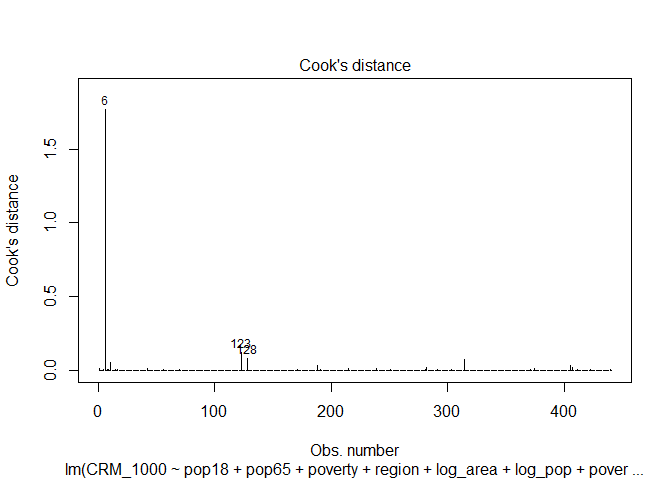 Cook's distance
6
1.5
1.0
0.5
0.0
Cook's distance
123
128
0 100 200 300 400
Obs. number
lm(CRM_1000 ~ pop18 + pop65 + poverty + region + log_area + log_pop + pover ...